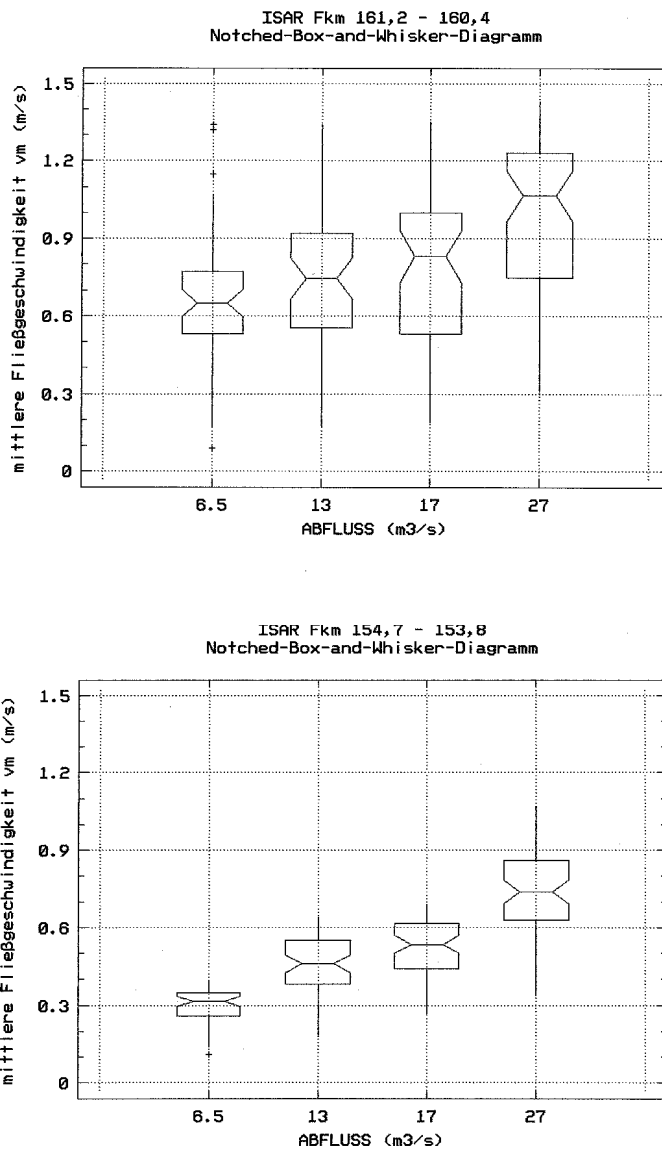 ISAR Fkm 161,2 - 160,4
Notched-Box-and-Whisker-Diagramm
mittlere Fließgeschwindigkeit vm (m/s)
1.5
1.2
0.9
0.6
0.3
0
6.5 13 17 27
ABFLUSS (m3/s)
ISAR Fkm 154,7 - 153,8
Notched-Box-and-Whisker-Diagramm
mittlere Fließgeschwindigkeit vm (m/s)
1.5
1.2
0.9
0.6
0.3
0
6.5 13 17 27
ABFLUSS (m3/s)